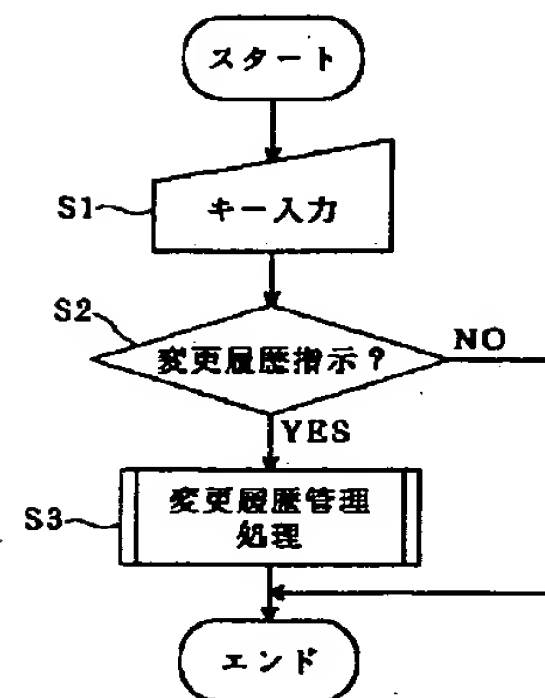 スタート
S1
キー入力
S2
変更履歴指示?
NO
YES
S3
変更履歴管理
処理
エンド